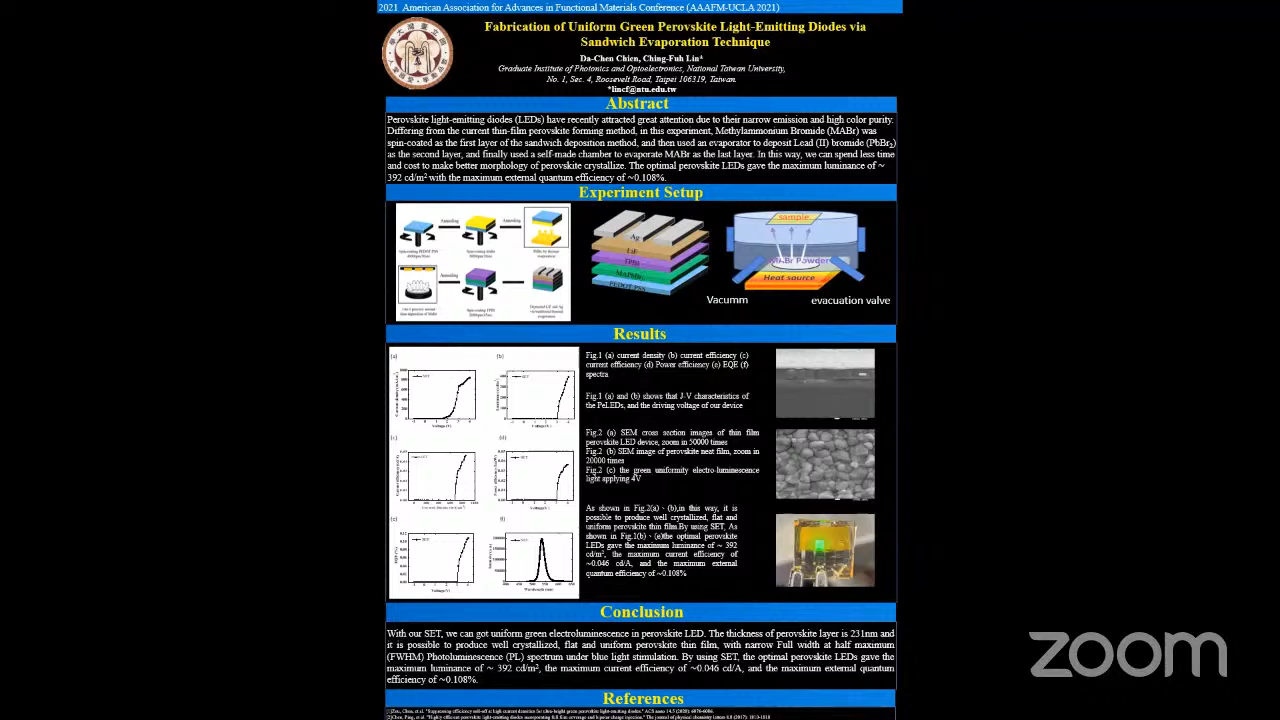 2021 American Association for Advances in Functional Materials Conference (AAAFM-UCLA 2021)
Fabrication of Uniform Green Perovskite Light-Emitting Diodes via
Sandwich Evaporation Technique
Da-Chen Chien, Ching-Fuh Lin*
Graduate Institute of Photonics and Optoelectronics, National Taiwan University,
No. 1, Sec. 4, Roosevelt Road, Taipei 106319, Taiwan.
*lincf@ntu.edu.tw
Abstract
Perovskite light-emitting diodes (LEDs) have recently attracted great attention due to their narrow emission and high color purity.
Differing from the current thin-film perovskite forming method, in this experiment, Methylammonium Bromide (MABr) was
spin-coated as the first layer of the sandwich deposition method, and then used an evaporator to deposit Lead (II) bromide (PbBr2)
as the second layer, and finally used a self-made chamber to evaporate MABr as the last layer. In this way, we can spend less time
and cost to make better morphology of perovskite crystallize. The optimal perovskite LEDs gave the maximum luminance of ~
392 cd/m2 with the maximum external quantum efficiency of ~0.108%.
Experiment Setup
Annealing
Annealing
Annealing
Ag
LiF
TPBi
MAPbBr3
PEDOT:PSS
sample
MABr Powder
Heat source
Vacumm
evacuation valve
Results
Fig.1 (a) current density (b) current efficiency (c)
current efficiency (d) Power efficiency (e) EQE (f)
spectra
Fig.1 (a) and (b) shows that J-V characteristics of
the PeLEDs, and the driving voltage of our device
Fig.2 (a) SEM cross section images of thin film
perovskite LED device, zoom in 50000 times
Fig.2 (b) SEM image of perovskite neat film, zoom in
20000 times
Fig.2 (c) the green uniformity electro-luminescence
light applying 4V
As shown in Fig.2(a)、(b),in this way, it is
possible to produce well crystallized, flat and
uniform perovskite thin film.By using SET, As
shown in Fig.1(b)、(e)the optimal perovskite
LEDs gave the maximum luminance of ~ 392
cd/m2, the maximum current efficiency of
~0.046 cd/A, and the maximum external
quantum efficiency of ~0.108%
(a)
(b)
(c)
(d)
(e)
(f)
Conclusion
With our SET, we can got uniform green electroluminescence in perovskite LED. The thickness of perovskite layer is 231nm and
it is possible to produce well crystallized, flat and uniform perovskite thin film, with narrow Full width at half maximum
(FWHM) Photoluminescence (PL) spectrum under blue light stimulation. By using SET, the optimal perovskite LEDs gave the
maximum luminance of ~ 392 cd/m2, the maximum current efficiency of ~0.046 cd/A, and the maximum external quantum
efficiency of ~0.108%.
References
zoom